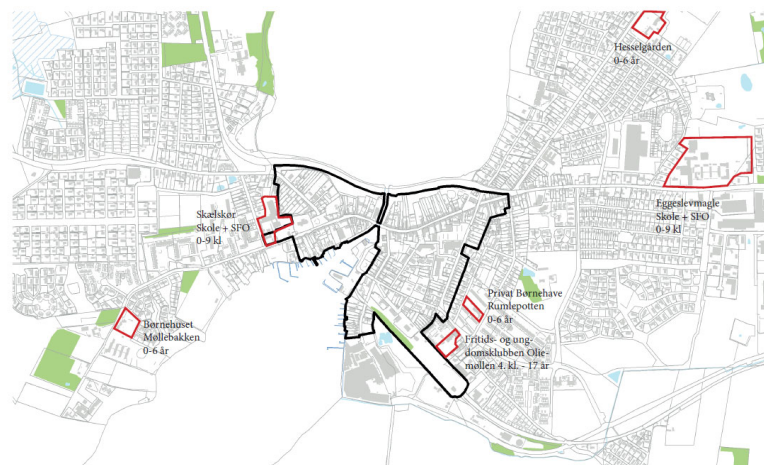 Hesselgården
0-6 år
Eggeslevmagle
Skole + SFO
0-9 kl
Skælskør
Skole + SFO
0-9 kl
Privat Børnehave
Rumlepotten
0-6 år
Børnehuset
Møllebakken
0-6 år
Fritids- og ung-
domsklubben Olie-
møllen 4. kl. - 17 år